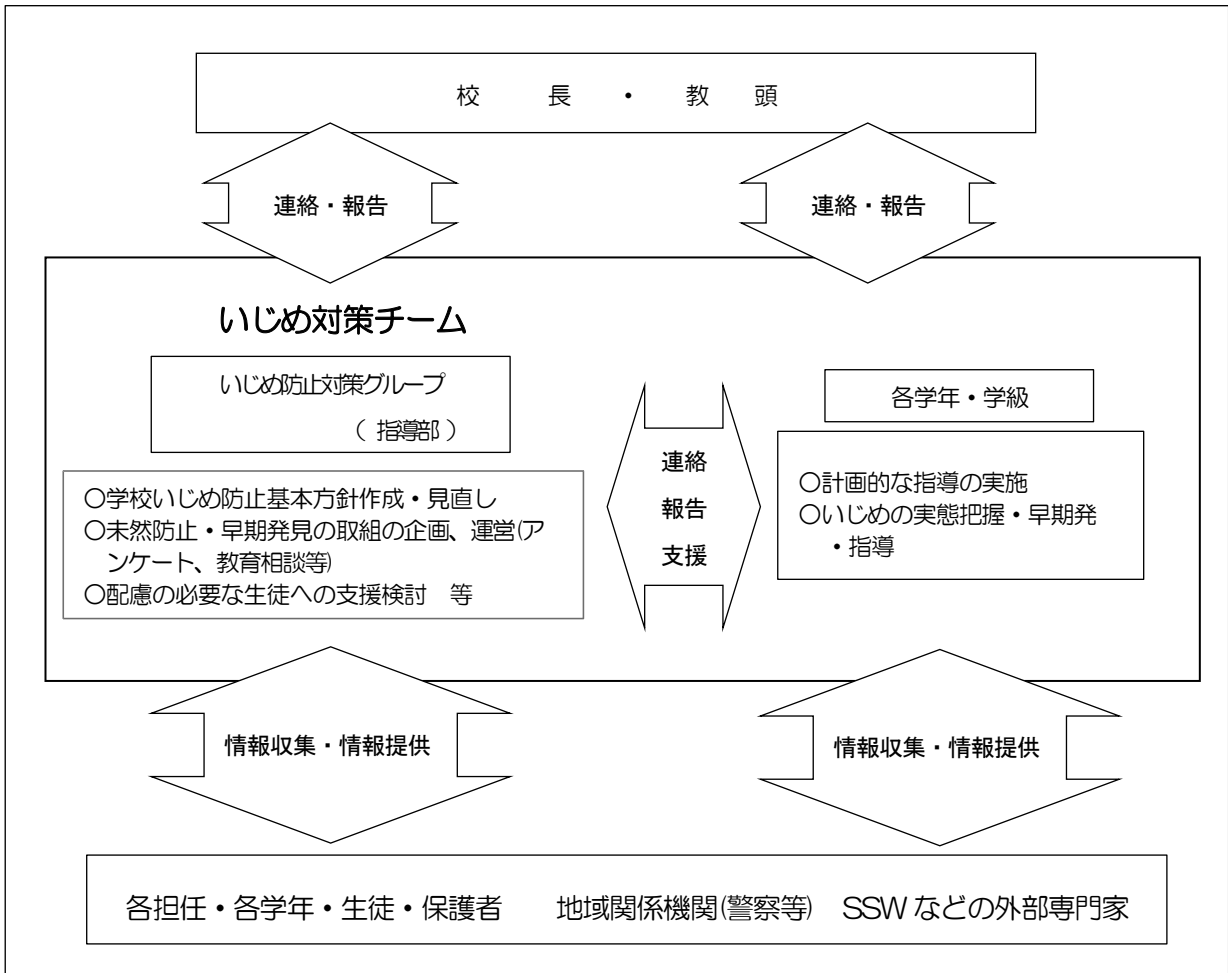 校　長　・　教　頭
連絡・報告
連絡・報告
いじめ対策チーム
いじめ防止対策グループ
（ 指導部 ）
○学校いじめ防止基本方針作成・見直し
○未然防止・早期発見の取組の企画、運営(ア
ンケート、教育相談等)
○配慮の必要な生徒への支援検討　等
連絡
報告
支援
各学年・学級
○計画的な指導の実施
○いじめの実態把握・早期発
・指導
情報収集・情報提供
情報収集・情報提供
各担任・各学年・生徒・保護者　　地域関係機関(警察等)　SSW などの外部専門家